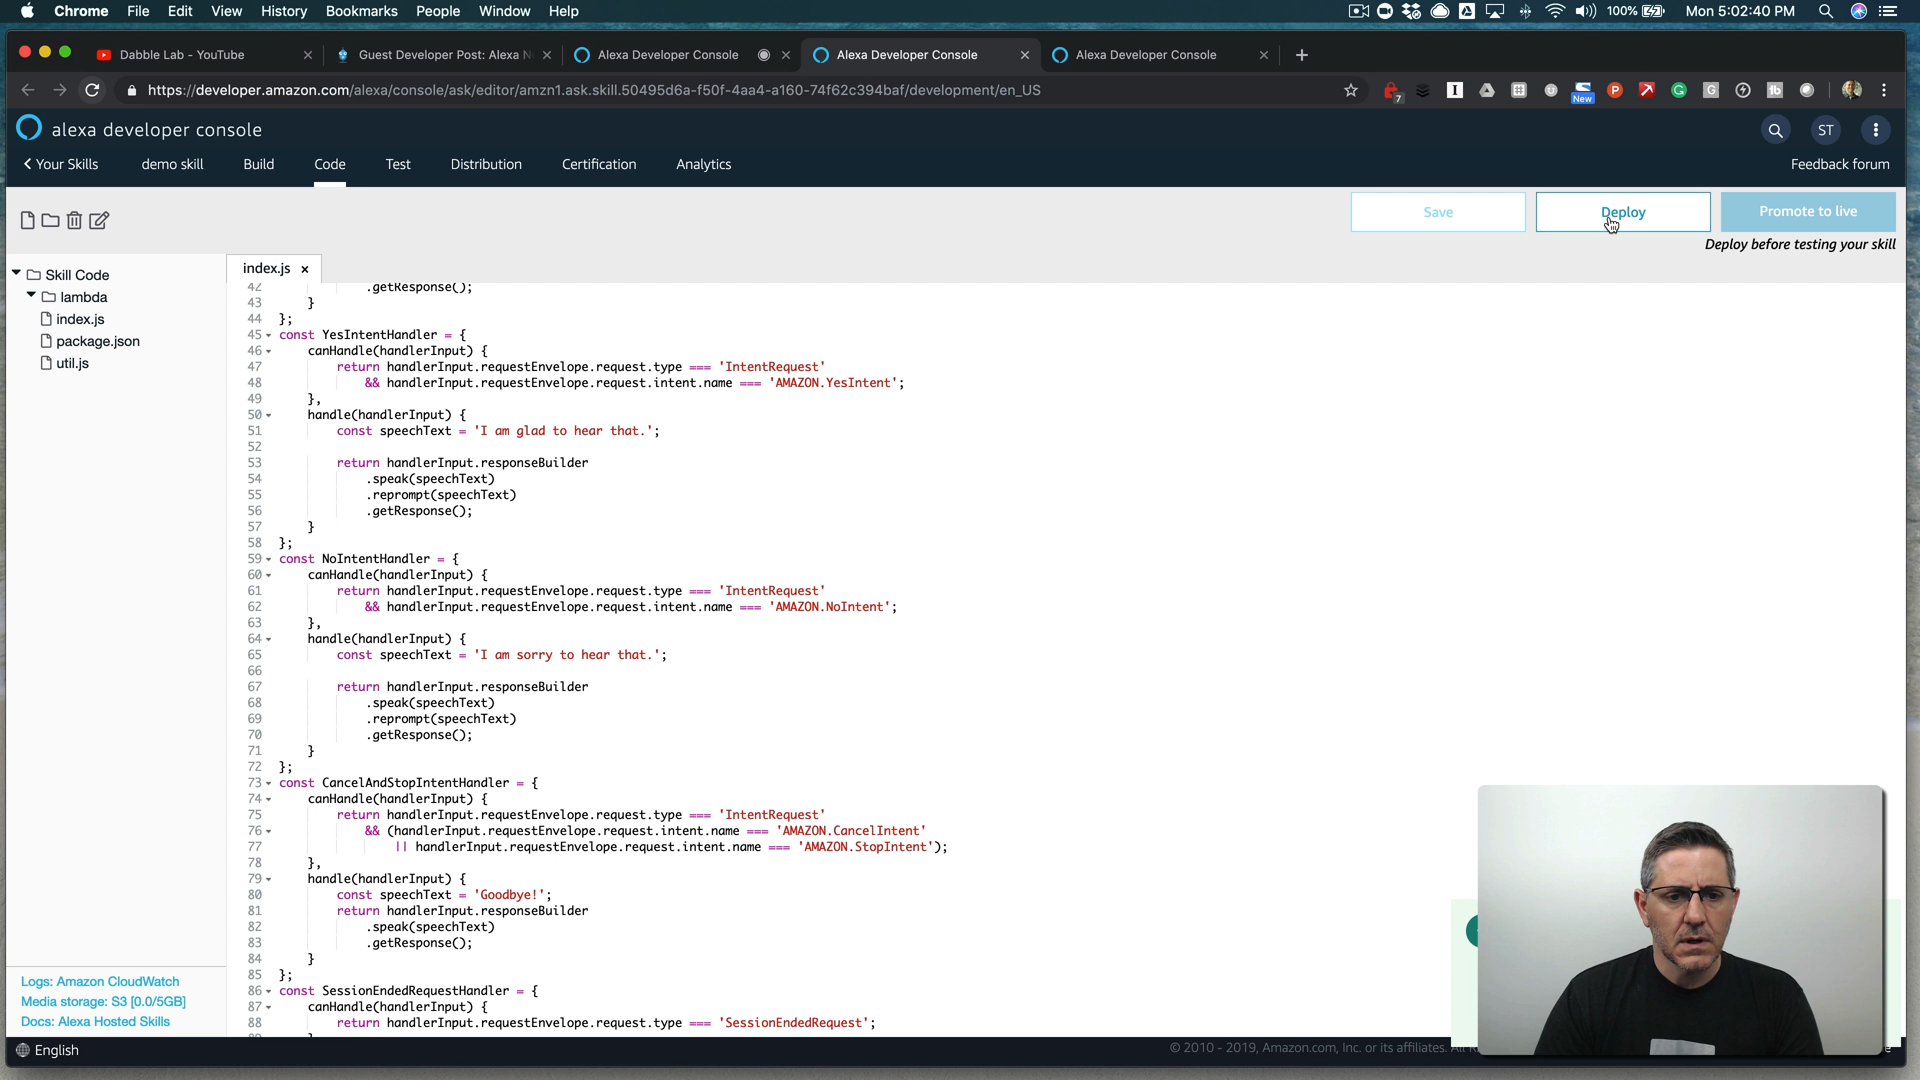 Chrome File Edit View History Bookmarks People Window Help 100% Mon 5:02:40 PM
Dabble Lab - YouTube Guest Developer Post: Alexa N Alexa Developer Console Alexa Developer Console Alexa Developer Console
https://developer.amazon.com/alexa/console/ask/editor/amzn1.ask.skill.50495d6a-f50f-4aa4-a160-74f62c394baf/development/en_US
7 New
alexa developer console ST
Your Skills demo skill Build Code Test Distribution Certification Analytics Feedback forum
Save Deploy Promote to live
Deploy before testing your skill
Skill Code
lambda
index.js
package.json
util.js
Logs: Amazon CloudWatch
Media storage: S3 [0.0/5GB]
Docs: Alexa Hosted Skills
index.js ×
42 .getResponse();
43 }
44 };
45 const YesIntentHandler = {
46 canHandle(handlerInput) {
47 return handlerInput.requestEnvelope.request.type === 'IntentRequest'
48 && handlerInput.requestEnvelope.request.intent.name === 'AMAZON.YesIntent';
49 },
50 handle(handlerInput) {
51 const speechText = 'I am glad to hear that.';
52
53 return handlerInput.responseBuilder
54 .speak(speechText)
55 .reprompt(speechText)
56 .getResponse();
57 }
58 };
59 const NoIntentHandler = {
60 canHandle(handlerInput) {
61 return handlerInput.requestEnvelope.request.type === 'IntentRequest'
62 && handlerInput.requestEnvelope.request.intent.name === 'AMAZON.NoIntent';
63 },
64 handle(handlerInput) {
65 const speechText = 'I am sorry to hear that.';
66
67 return handlerInput.responseBuilder
68 .speak(speechText)
69 .reprompt(speechText)
70 .getResponse();
71 }
72 };
73 const CancelAndStopIntentHandler = {
74 canHandle(handlerInput) {
75 return handlerInput.requestEnvelope.request.type === 'IntentRequest'
76 && (handlerInput.requestEnvelope.request.intent.name === 'AMAZON.CancelIntent'
77 || handlerInput.requestEnvelope.request.intent.name === 'AMAZON.StopIntent');
78 },
79 handle(handlerInput) {
80 const speechText = 'Goodbye!';
81 return handlerInput.responseBuilder
82 .speak(speechText)
83 .getResponse();
84 }
85 };
86 const SessionEndedRequestHandler = {
87 canHandle(handlerInput) {
88 return handlerInput.requestEnvelope.request.type === 'SessionEndedRequest';
English © 2010 - 2019, Amazon.com, Inc. or its affiliates. All